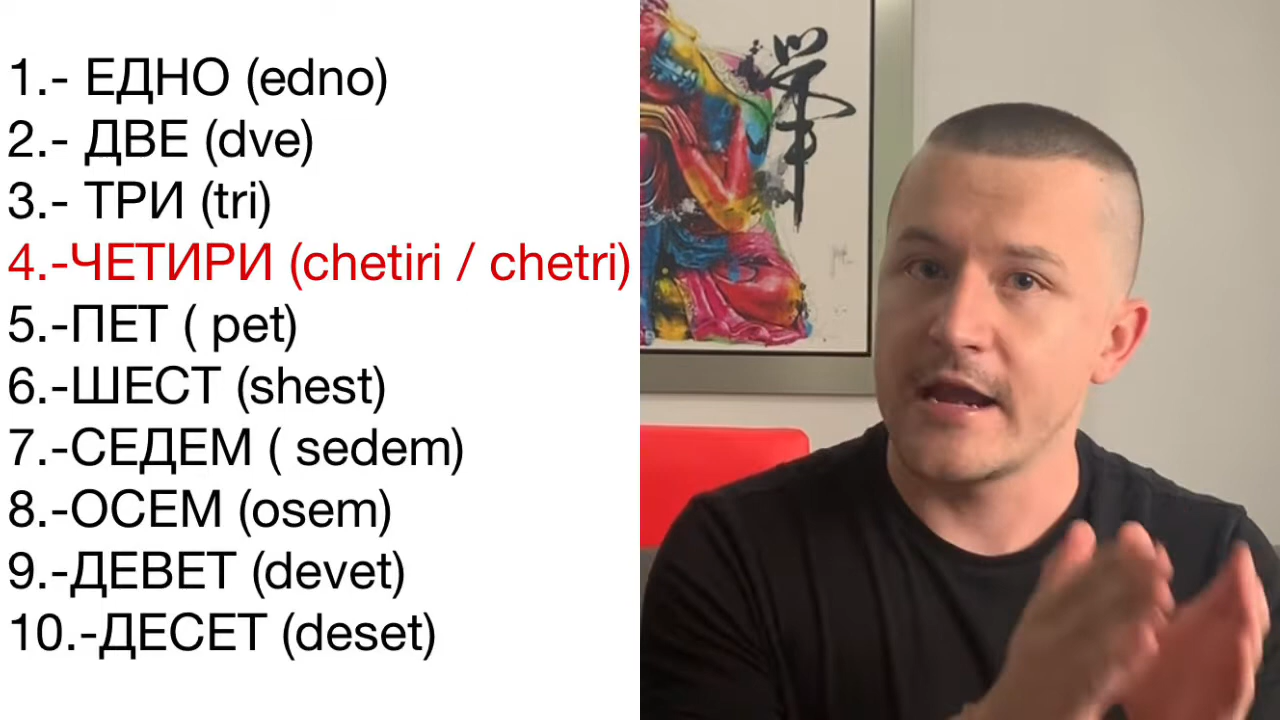 1.- ЕДНО (edno)
2.- ДВЕ (dve)
3.- ТРИ (tri)
4.-ЧЕТИРИ (chetiri / chetri)
5.-ПЕТ ( pet)
6.-ШЕСТ (shest)
7.-СЕДЕМ ( sedem)
8.-ОСЕМ (osem)
9.-ДЕВЕТ (devet)
10.-ДЕСЕТ (deset)